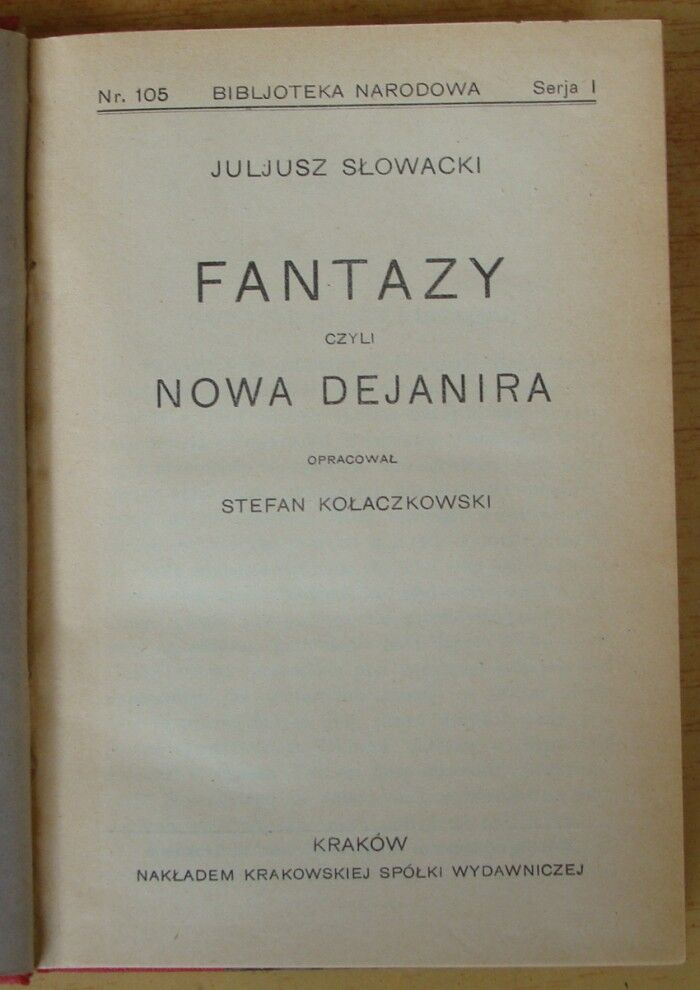 Nr. 105 BIBLJOTEKA NARODOWA Serja I
JULJUSZ SŁOWACKI
FANTAZY
CZYLI
NOWA DEJANIRA
OPRACOWAŁ
STEFAN KOŁACZKOWSKI
KRAKÓW
NAKŁADEM KRAKOWSKIEJ SPÓŁKI WYDAWNICZEJ